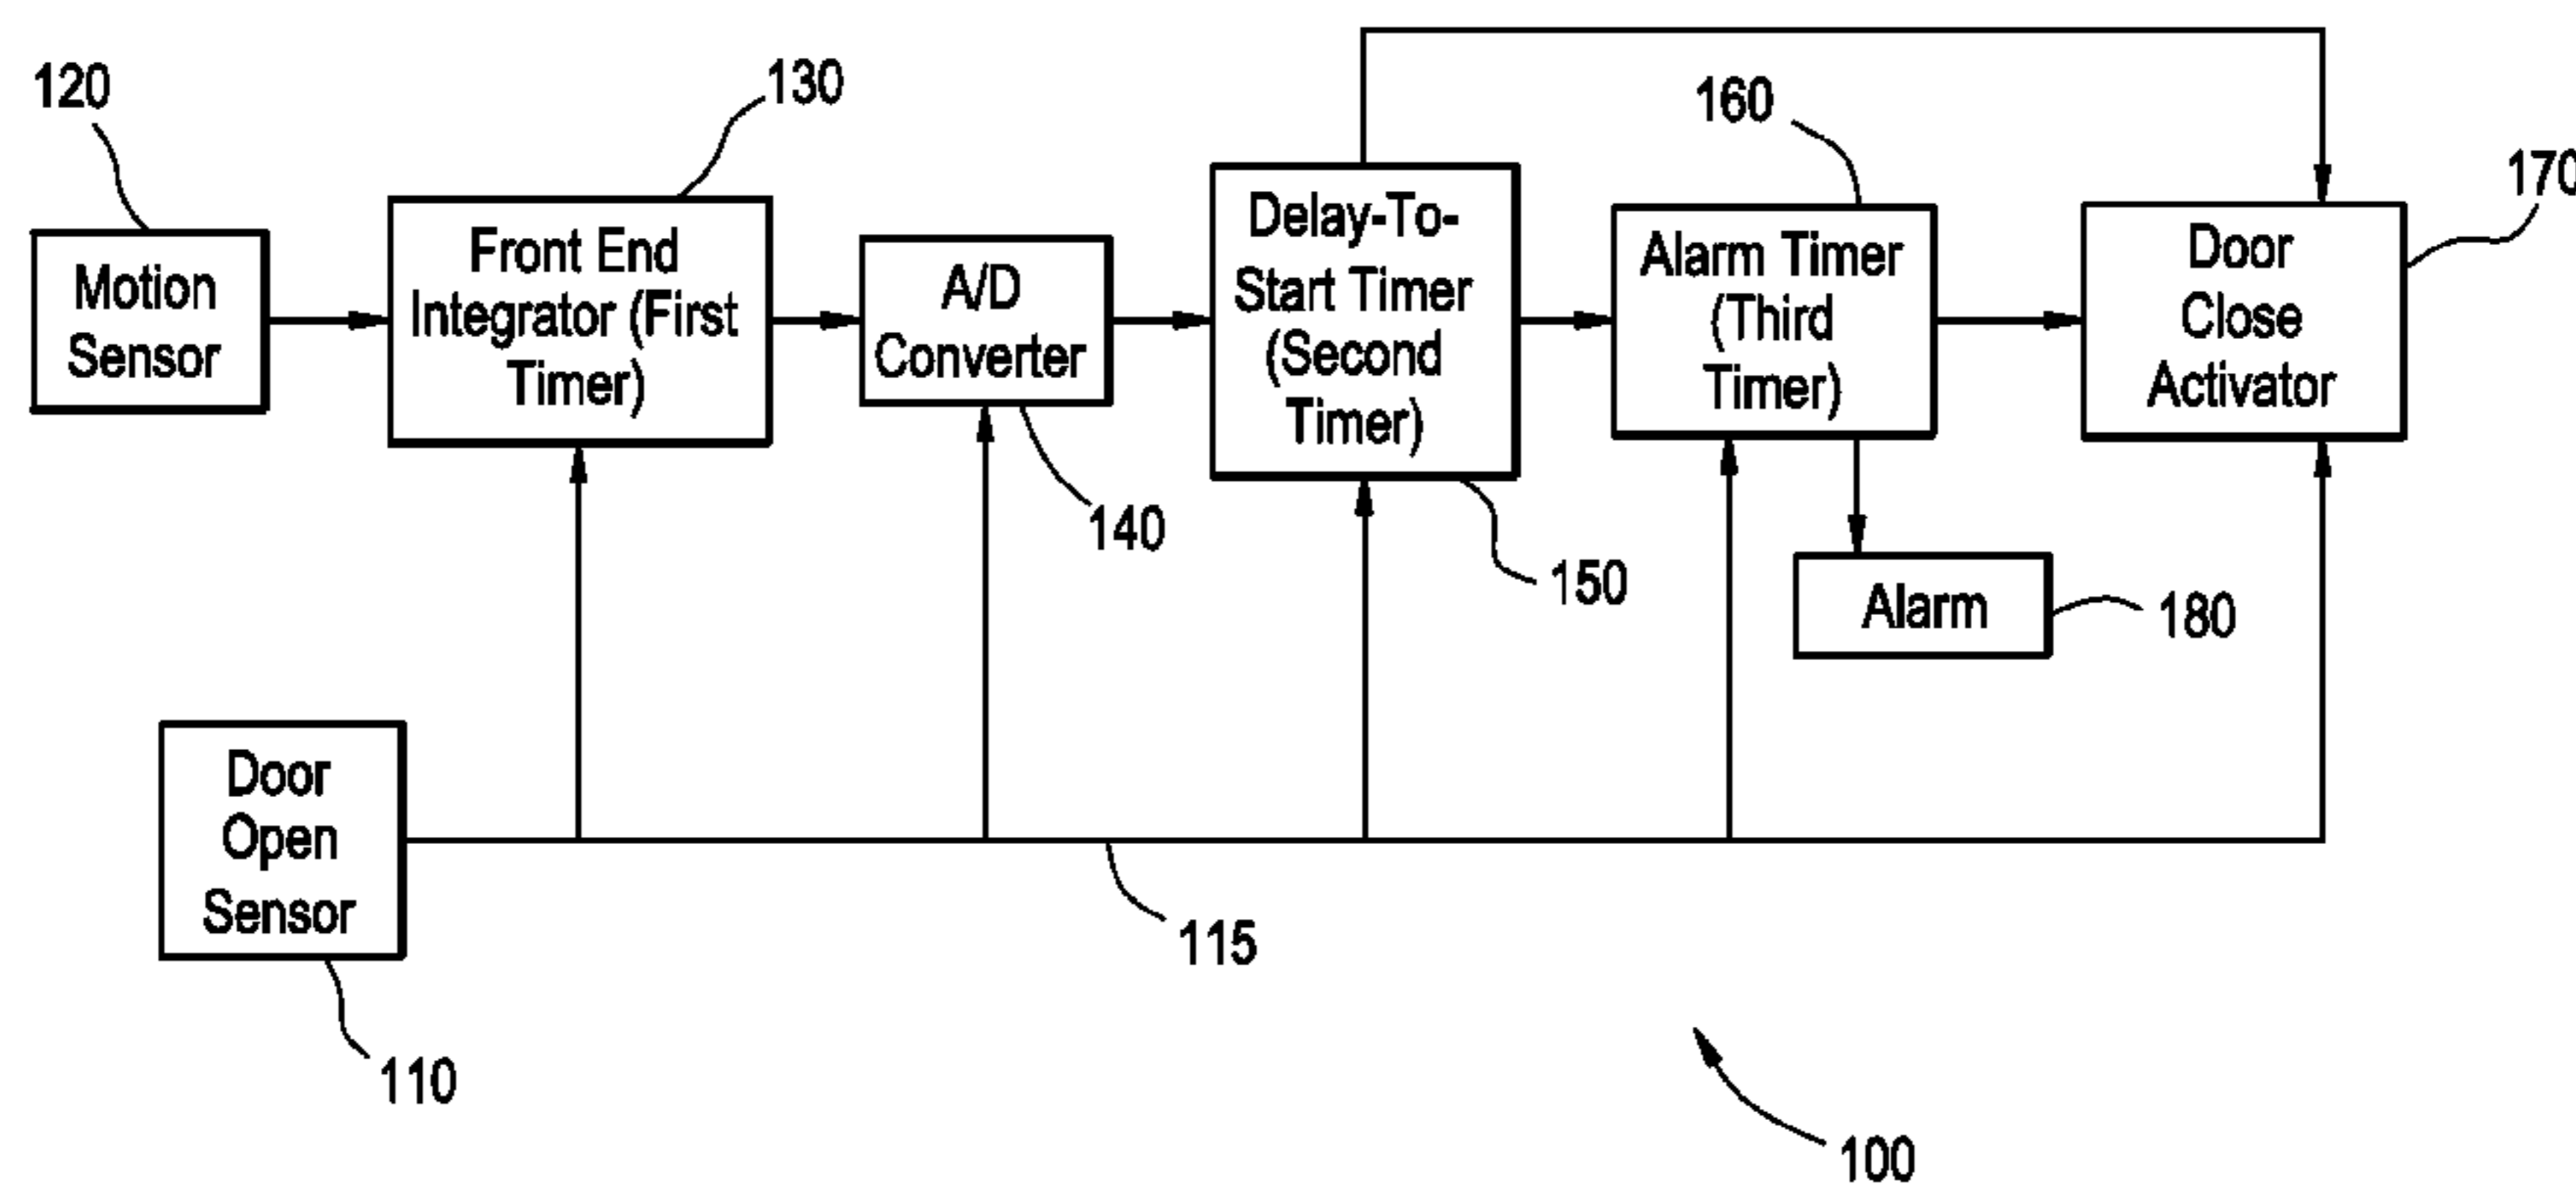 120
130
160
170
Motion
Sensor
Front End
Integrator (First
Timer)
A/D
Converter
Delay-To-
Start Timer
(Second
Timer)
Alarm Timer
(Third
Timer)
Door
Close
Activator
140
150
Alarm
180
Door
Open
Sensor
115
110
100